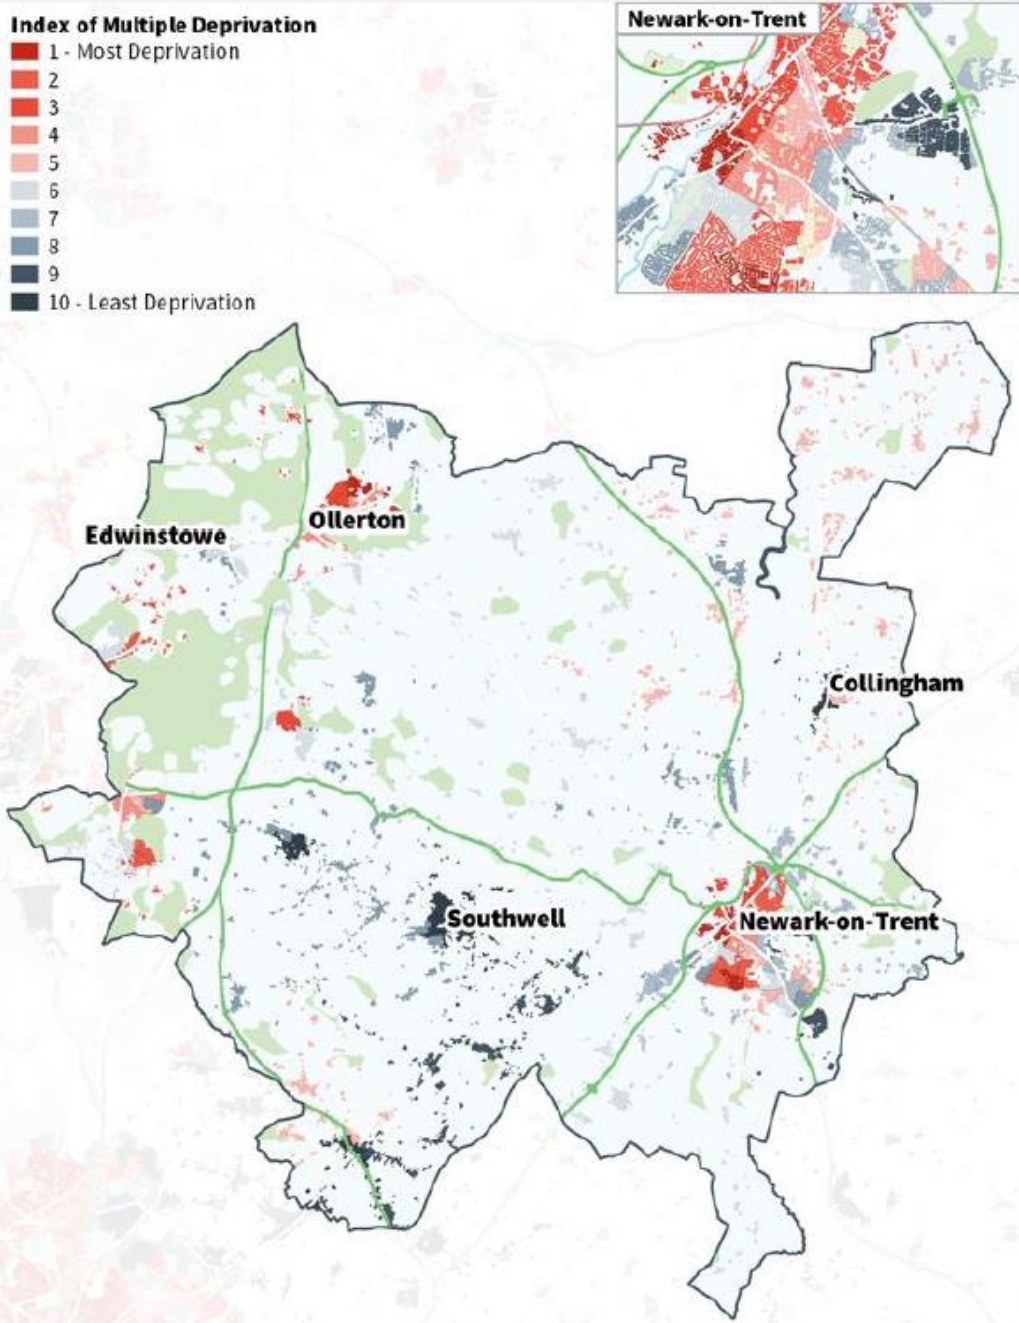 Index of Multiple Deprivation
1 - Most Deprivation
2
3
4
5
6
7
8
9
10 - Least Deprivation
Newark-on-Trent
Edwinstowe
Ollerton
Collingham
Southwell
Newark-on-Trent